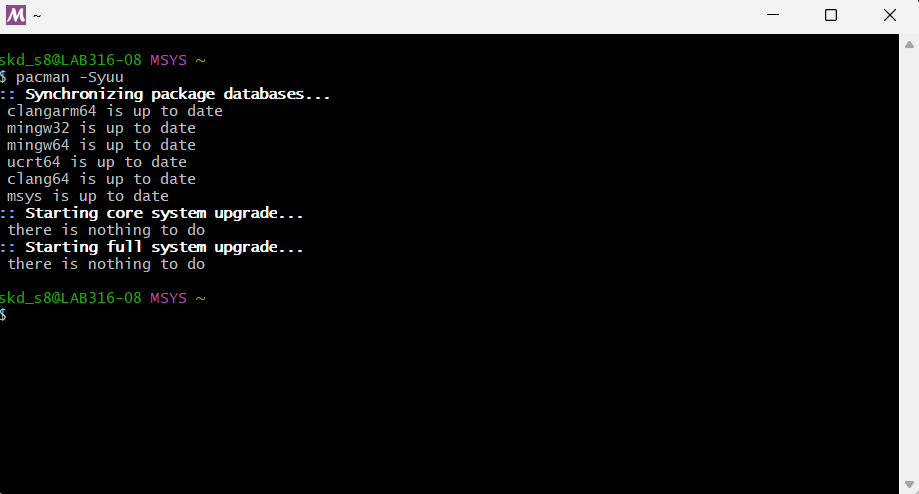 ~
skd_s8@LAB316-08 MSYS ~
$ pacman -Syuu
:: Synchronizing package databases...
 clangarm64 is up to date
 mingw32 is up to date
 mingw64 is up to date
 ucrt64 is up to date
 clang64 is up to date
 msys is up to date
:: Starting core system upgrade...
 there is nothing to do
:: Starting full system upgrade...
 there is nothing to do
skd_s8@LAB316-08 MSYS ~
$